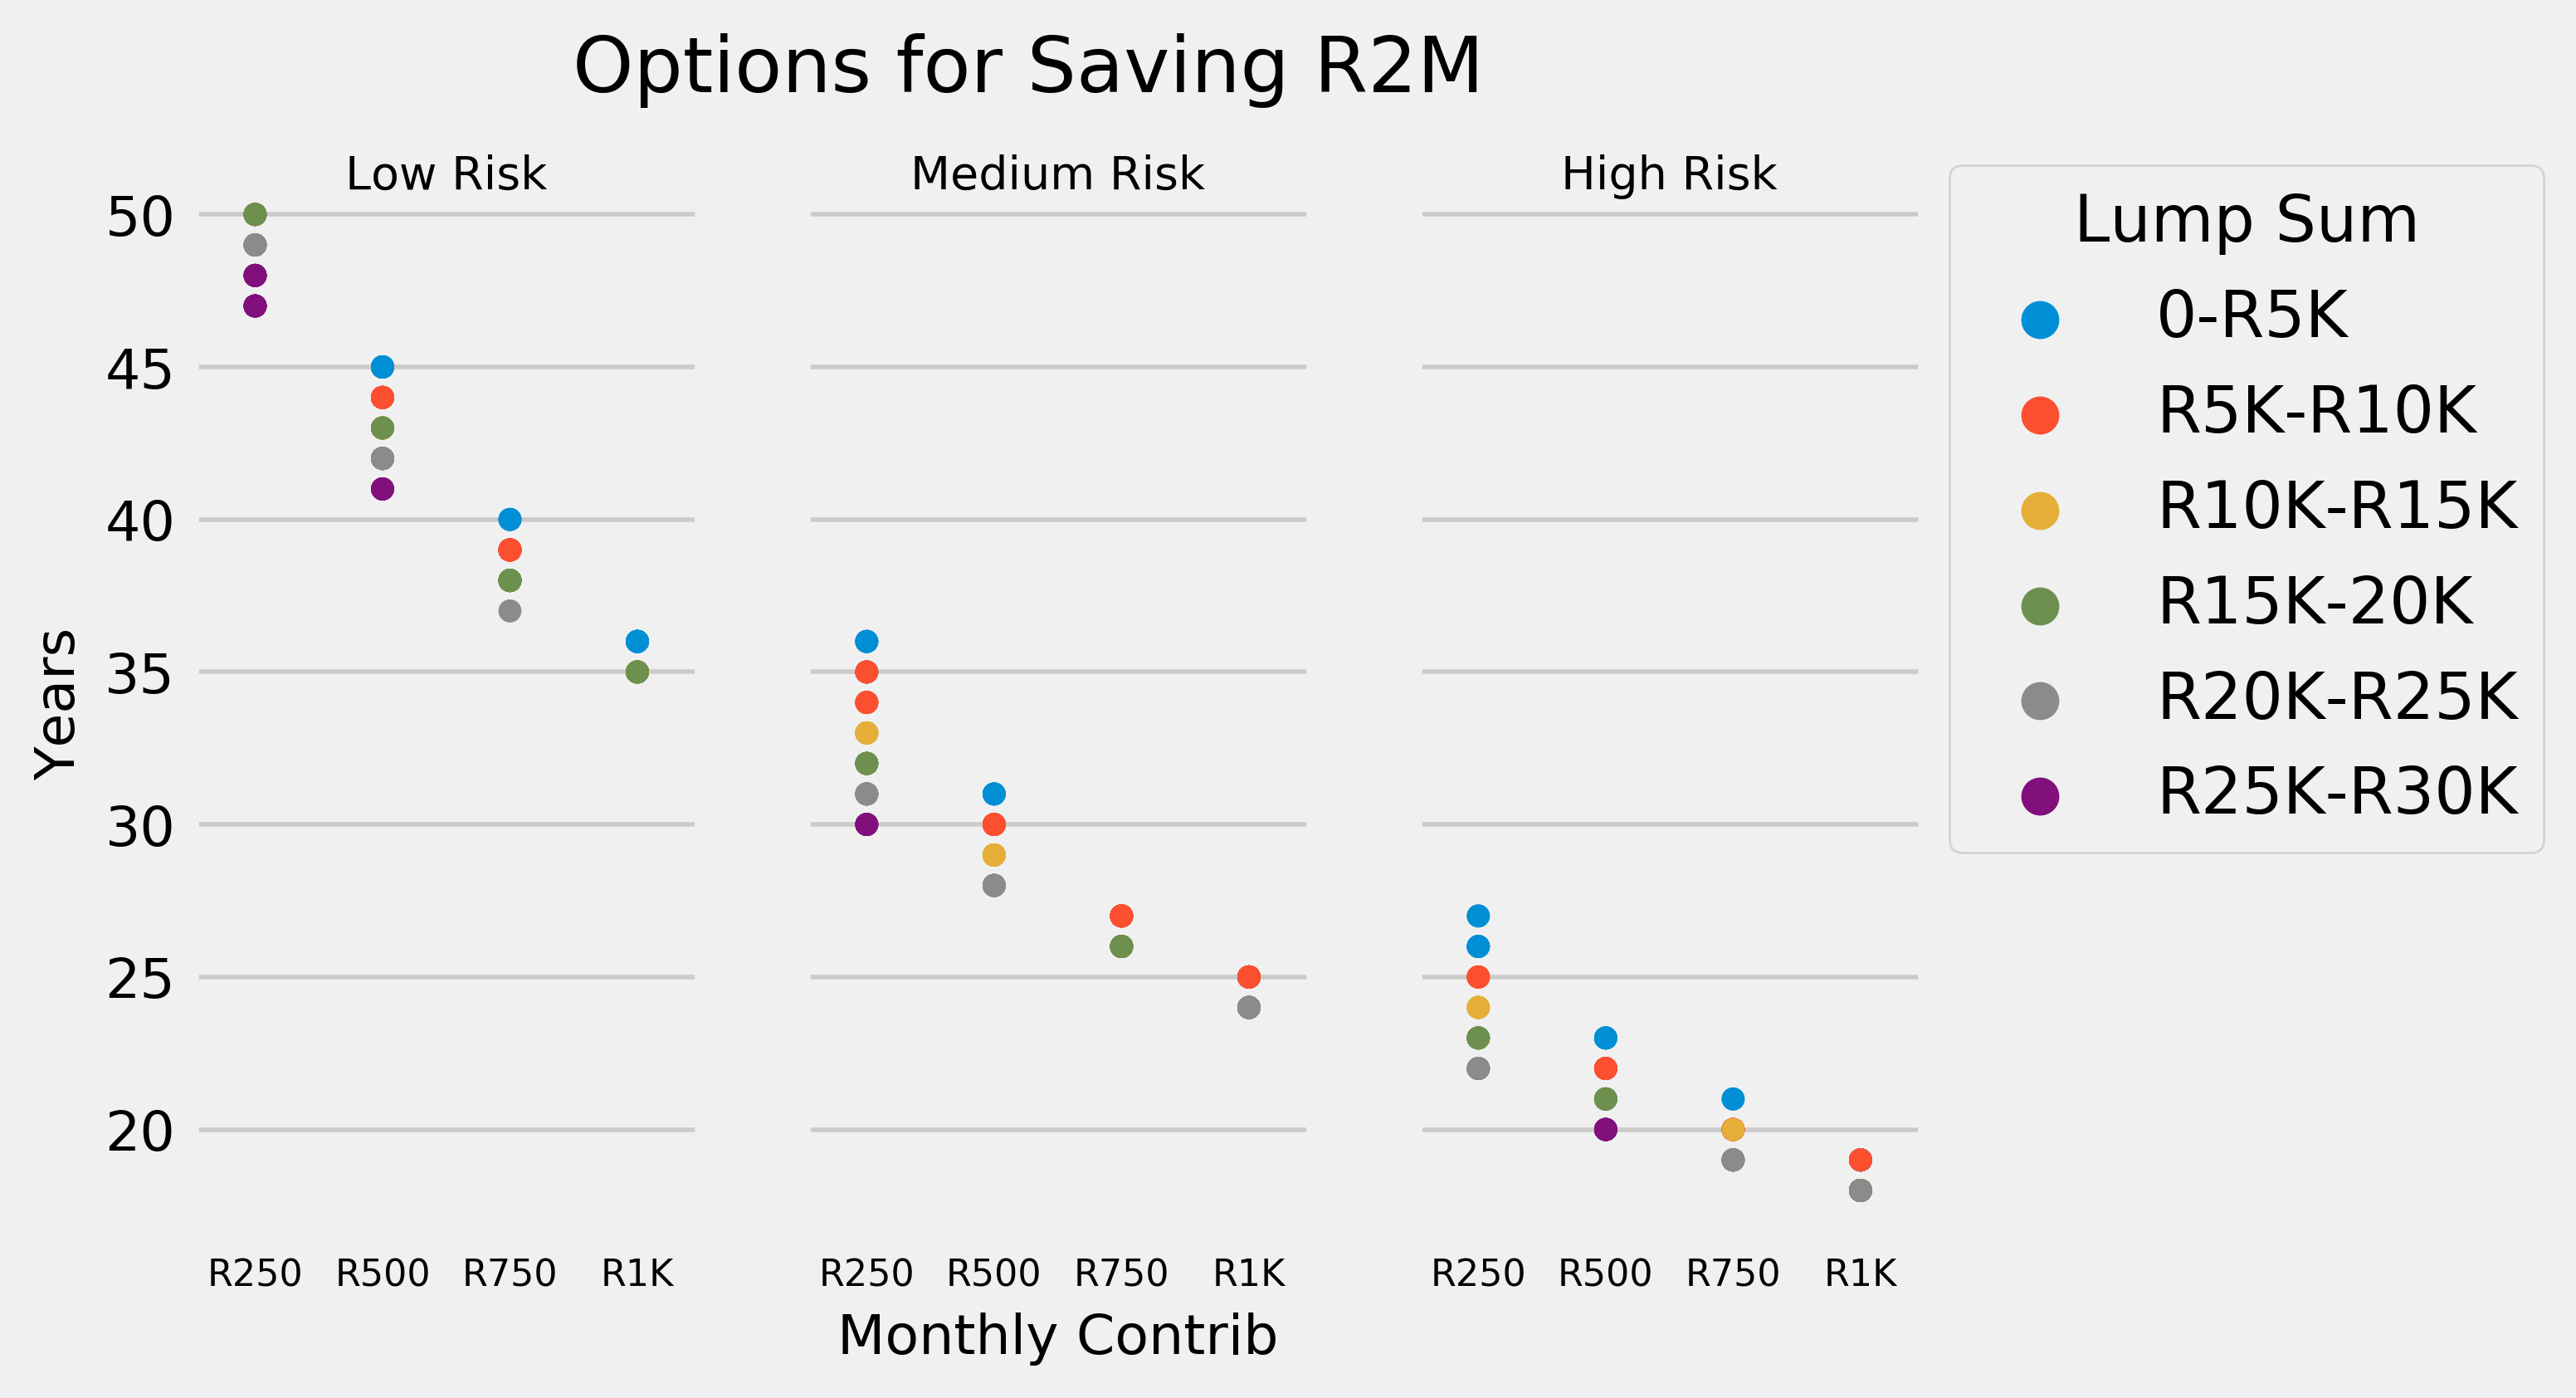 Options for Saving R2M
Low Risk
Medium Risk
High Risk
50
45
40
35
30
25
20
Years
R250 R500 R750 R1K
R250 R500 R750 R1K
R250 R500 R750 R1K
Monthly Contrib
Lump Sum
0-R5K
R5K-R10K
R10K-R15K
R15K-20K
R20K-R25K
R25K-R30K